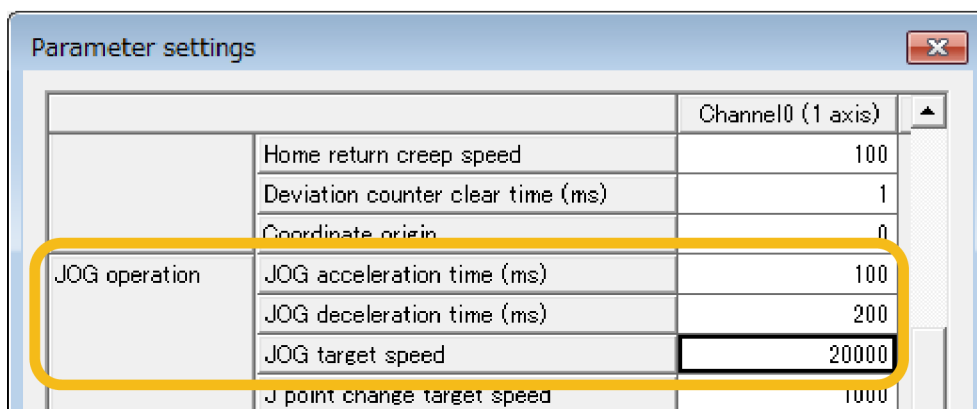 Parameter settings
Channel0 (1 axis)
Home return creep speed 100
Deviation counter clear time (ms) 1
Coordinate origin 0
JOG operation JOG acceleration time (ms) 100
JOG deceleration time (ms) 200
JOG target speed 20000
J point change target speed 1000